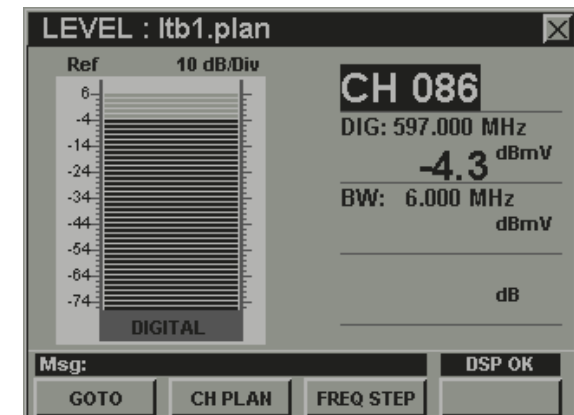 LEVEL : ltb1.plan
Ref 10 dB/Div
6
-4
-14
-24
-34
-44
-54
-64
-74
DIGITAL
CH 086
DIG: 597.000 MHz
-4.3 dBmV
BW: 6.000 MHz
dBmV
dB
Msg: DSP OK
GOTO CH PLAN FREQ STEP